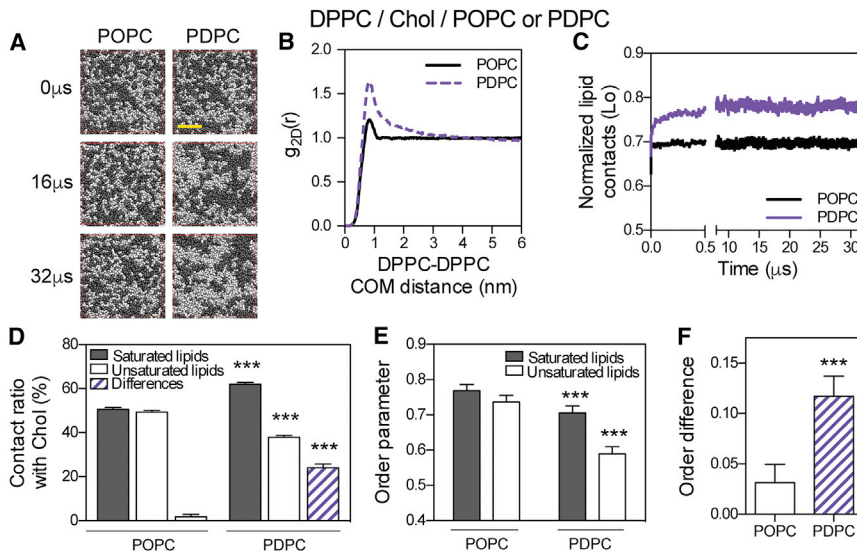 DPPC / Chol / POPC or PDPC
A
POPC PDPC
0μs
16μs
32μs
B
2.0
1.5
1.0
0.5
0.0
g2D(r)
POPC
PDPC
0 1 2 3 4 5 6
DPPC-DPPC
COM distance (nm)
C
0.9
0.8
0.7
0.6
0.5
Normalized lipid
contacts (Lo)
POPC
PDPC
0.0 0.5 10 15 20 25 30
Time (μs)
D
80
60
40
20
0
Contact ratio
with Chol (%)
Saturated lipids
Unsaturated lipids
Differences
***
***
***
POPC PDPC
E
0.9
0.8
0.7
0.6
0.5
0.4
Order parameter
Saturated lipids
Unsaturated lipids
***
***
POPC PDPC
F
0.15
0.10
0.05
0.00
Order difference
***
POPC PDPC